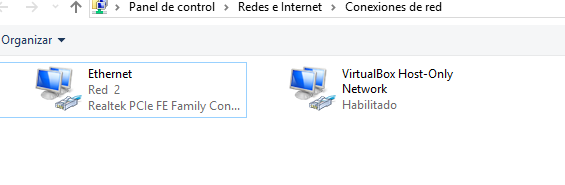 Panel de control > Redes e Internet > Conexiones de red
Organizar
Ethernet
Red 2
Realtek PCIe FE Family Con...
VirtualBox Host-Only
Network
Habilitado